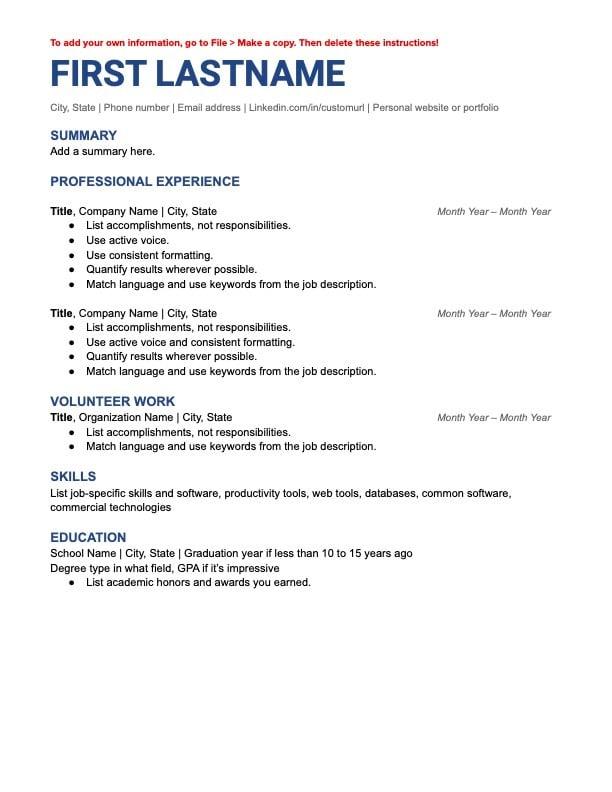 To add your own information, go to File > Make a copy. Then delete these instructions!
FIRST LASTNAME
City, State | Phone number | Email address | Linkedin.com/in/customurl | Personal website or portfolio
SUMMARY
Add a summary here.
PROFESSIONAL EXPERIENCE
Title, Company Name | City, State Month Year – Month Year
● List accomplishments, not responsibilities.
● Use active voice.
● Use consistent formatting.
● Quantify results wherever possible.
● Match language and use keywords from the job description.
Title, Company Name | City, State Month Year – Month Year
● List accomplishments, not responsibilities.
● Use active voice and consistent formatting.
● Quantify results wherever possible.
● Match language and use keywords from the job description.
VOLUNTEER WORK
Title, Organization Name | City, State Month Year – Month Year
● List accomplishments, not responsibilities.
● Match language and use keywords from the job description.
SKILLS
List job-specific skills and software, productivity tools, web tools, databases, common software,
commercial technologies
EDUCATION
School Name | City, State | Graduation year if less than 10 to 15 years ago
Degree type in what field, GPA if it's impressive
● List academic honors and awards you earned.